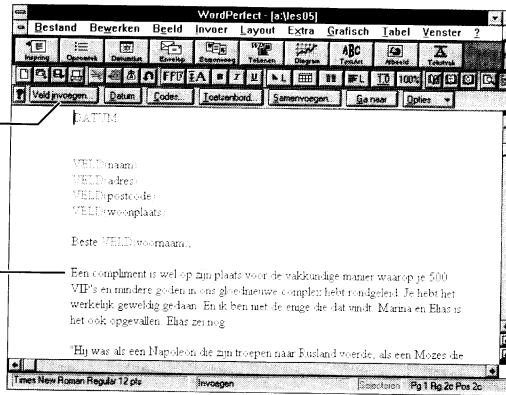 WordPerfect - [a:\les05]
Bestand Bewerken Beeld Invoer Layout Extra Grafisch Tabel Venster ?
Inspring Opsomtek Datumtkst Envelop Samenvoeg Tekenen Diagram TextArt Afbeeld Tekstvak
100%
Veld invoegen... Datum Codes... Toetsenbord... Samenvoegen... Ga naar Opties
DATUM
VELD(naam)
VELD(adres)
VELD(postcode)
VELD(woonplaats)
Beste VELD(voornaam),
Een compliment is wel op zijn plaats voor de vakkundige manier waarop je 500
VIP's en mindere goden in ons gloednieuwe complex hebt rondgeleid. Je hebt het
werkelijk geweldig gedaan. En ik ben niet de enige die dat vindt. Marina en Elias is
het ook opgevallen. Elias zei nog:
"Hij was als een Napoleon die zijn troepen naar Rusland voerde, als een Mozes die
Times New Roman Regular 12 pts Invoegen Selecteren Pg 1 Rg 2c Pos 2c